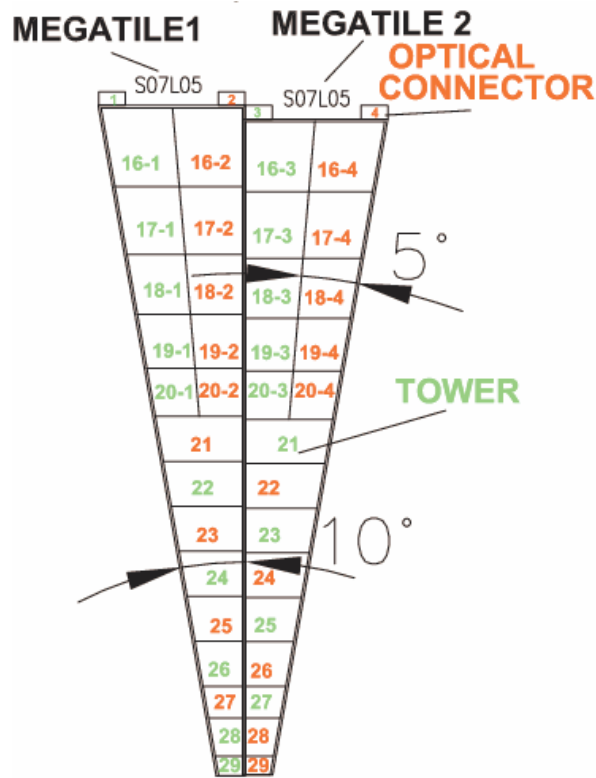 MEGATILE1 MEGATILE 2
OPTICAL
CONNECTOR
S07L05 S07L05
1 2 3 4
16-1 16-2 16-3 16-4
17-1 17-2 17-3 17-4
5°
18-1 18-2 18-3 18-4
19-1 19-2 19-3 19-4
20-1 20-2 20-3 20-4
TOWER
21 21
22 22
23 23
10°
24 24
25 25
26 26
27 27
28 28
29 29